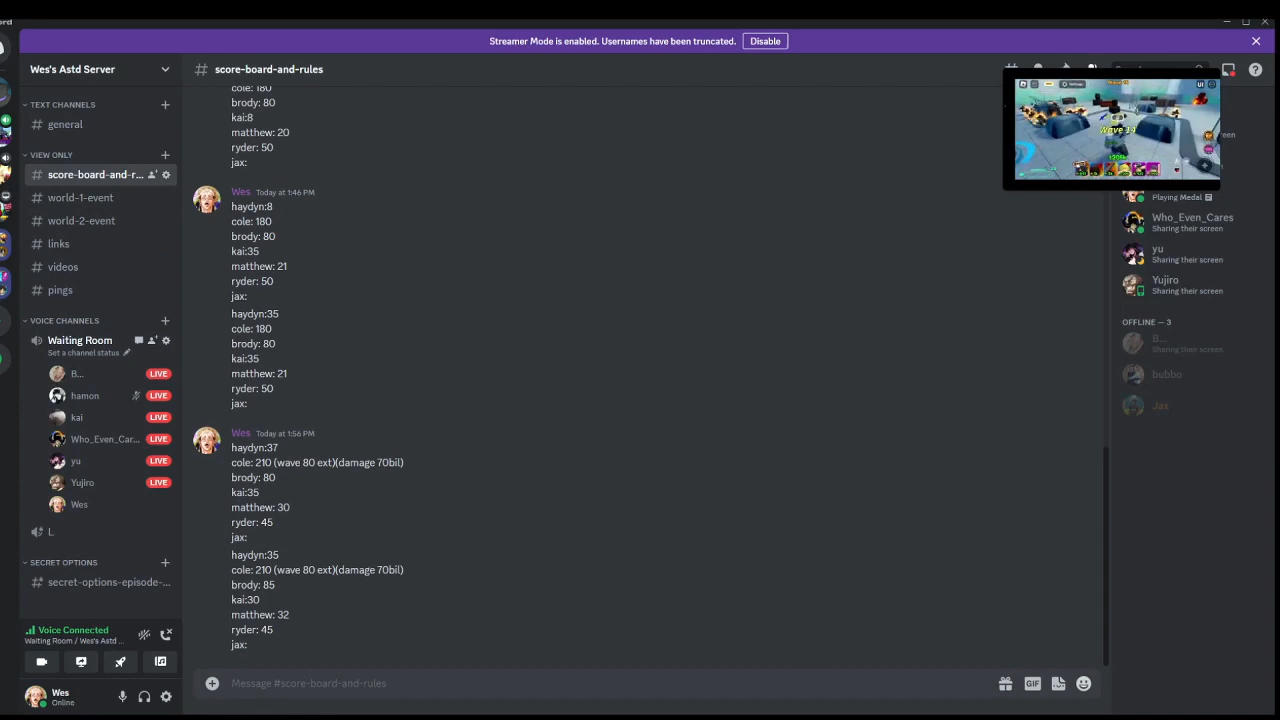 Streamer Mode is enabled. Usernames have been truncated. Disable
Wes's Astd Server
TEXT CHANNELS
general
VIEW ONLY
score-board-and-r...
world-1-event
world-2-event
links
videos
pings
VOICE CHANNELS
Waiting Room
Set a channel status
B... LIVE
hamon LIVE
kai LIVE
Who_Even_Car... LIVE
yu LIVE
Yujiro LIVE
Wes
L
SECRET OPTIONS
secret-options-episode-...
Voice Connected
Waiting Room / Wes's Astd ...
Wes
Online
# score-board-and-rules
cole: 180
brody: 80
kai:8
matthew: 20
ryder: 50
jax:
Wes Today at 1:46 PM
haydyn:8
cole: 180
brody: 80
kai:35
matthew: 21
ryder: 50
jax:
haydyn:35
cole: 180
brody: 80
kai:35
matthew: 21
ryder: 50
jax:
Wes Today at 1:56 PM
haydyn:37
cole: 210 (wave 80 ext)(damage 70bil)
brody: 80
kai:35
matthew: 30
ryder: 45
jax:
haydyn:35
cole: 210 (wave 80 ext)(damage 70bil)
brody: 85
kai:30
matthew: 32
ryder: 45
jax:
Message #score-board-and-rules
GIF
Wave 14
screen
Playing Medal
Who_Even_Cares
Sharing their screen
yu
Sharing their screen
Yujiro
Sharing their screen
OFFLINE — 3
B...
Sharing their screen
bubbo
Jax